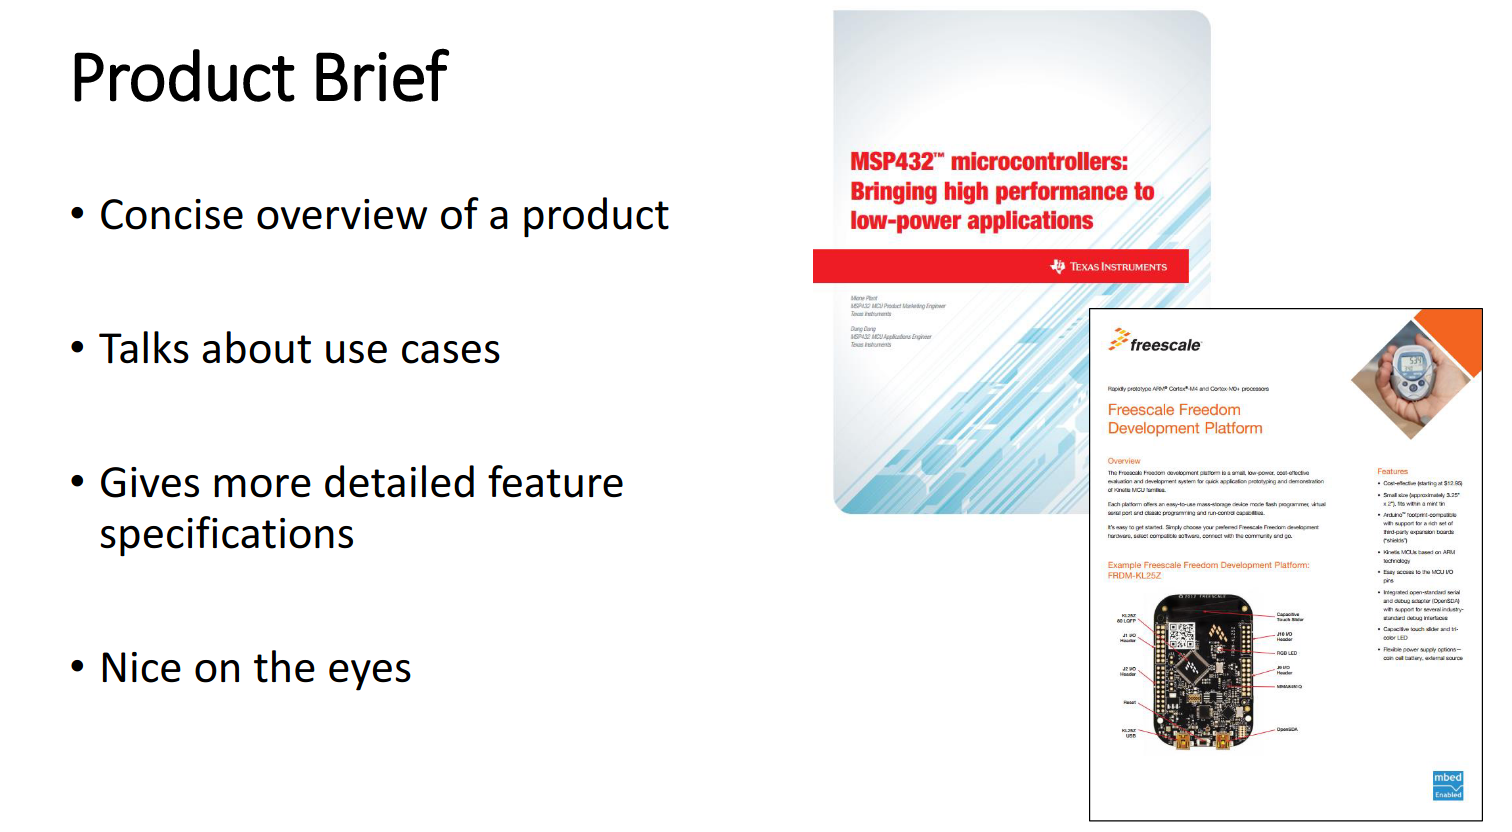 Product Brief
• Concise overview of a product
• Talks about use cases
• Gives more detailed feature
specifications
• Nice on the eyes
MSP432™ microcontrollers:
Bringing high performance to
low-power applications
TEXAS INSTRUMENTS
MSP432 MCU Product Marketing Engineer
Texas Instruments
Dung Dang
MSP432 MCU Applications Engineer
Texas Instruments
freescale
Rapidly prototype ARM® Cortex®-M4 and Cortex-M0+ processors
Freescale Freedom
Development Platform
Overview
The Freescale Freedom development platform is a small, low-power, cost-effective
evaluation and development system for quick application prototyping and demonstration
of Kinetis MCU families.
Each platform offers an easy-to-use mass-storage device mode flash programmer, virtual
serial port and classic programming and run-control capabilities.
It's easy to get started. Simply choose your preferred Freescale Freedom development
hardware, select compatible software, connect with the community and go.
Example Freescale Freedom Development Platform:
FRDM-KL25Z
KL25Z
80 LQFP
J1 I/O
Header
J2 I/O
Header
Reset
KL25Z
USB
© 2012 FREESCALE
Capacitive
Touch Slider
J10 I/O
Header
RGB LED
J9 I/O
Header
MMA8451Q
OpenSDA
Features
• Cost-effective (starting at $12.95)
• Small size (approximately 3.25"
x 2"), fits within a mint tin
• Arduino™ footprint-compatible
with support for a rich set of
third-party expansion boards
("shields")
• Kinetis MCUs based on ARM
technology
• Easy access to the MCU I/O
pins
• Integrated open-standard serial
and debug adapter (OpenSDA)
with support for several industry-
standard debug interfaces
• Capacitive touch slider and tri-
color LED
• Flexible power supply options—
coin cell battery, external source
mbed
Enabled